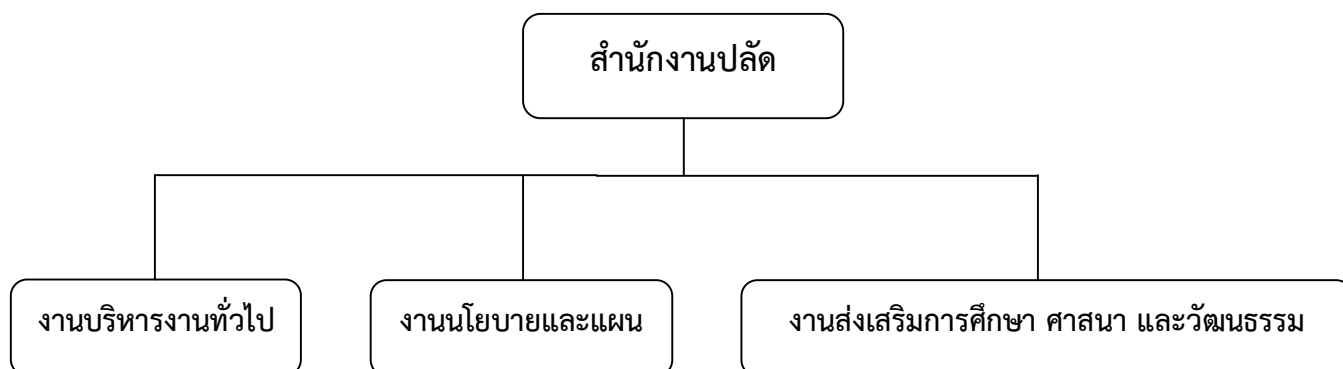 สำนักงานปลัด
งานบริหารงานทั่วไป
งานนโยบายและแผน
งานส่งเสริมการศึกษา ศาสนา และวัฒนธรรม